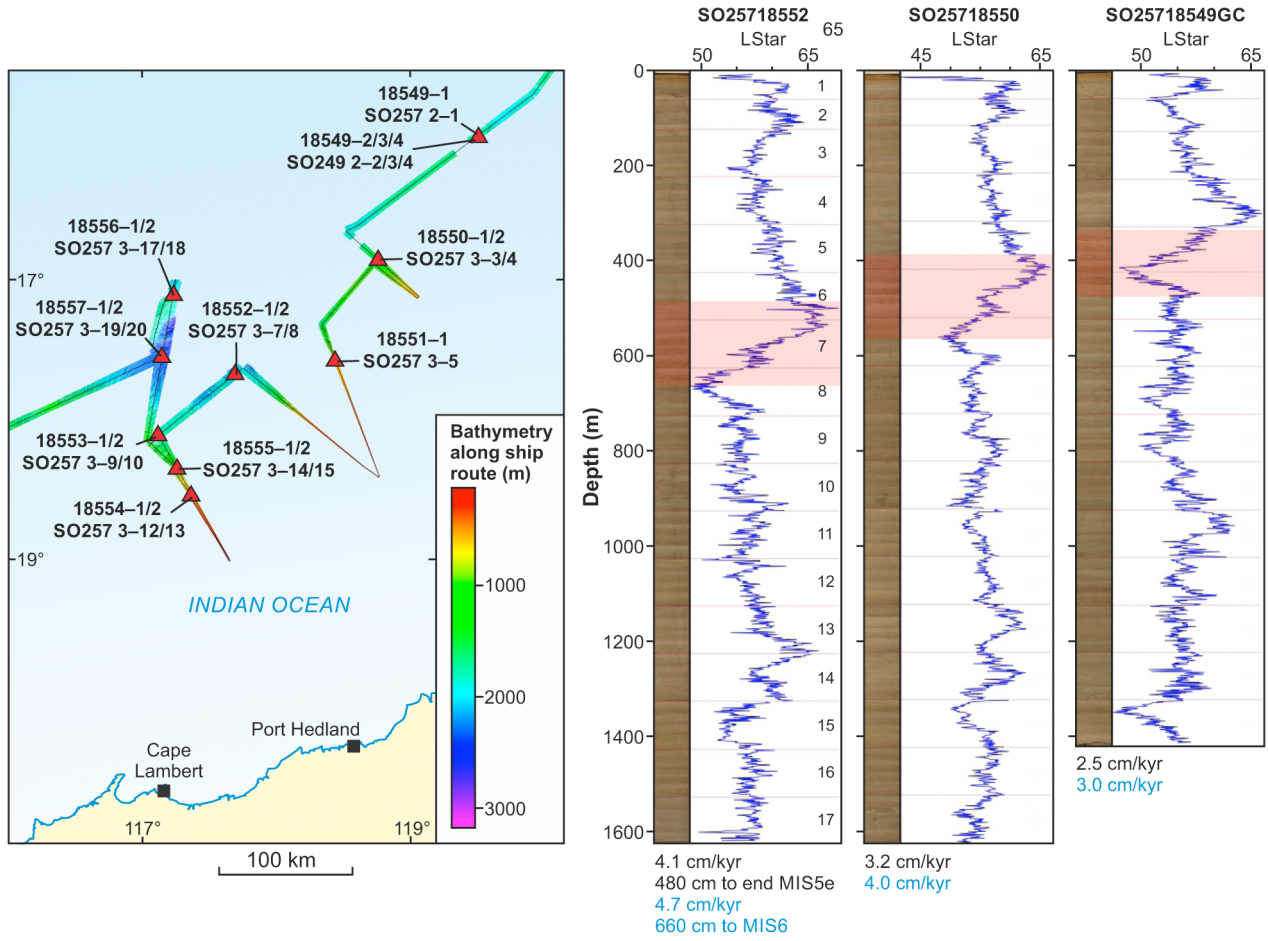 18549–1
SO257 2–1
18549–2/3/4
SO249 2–2/3/4
18556–1/2
SO257 3–17/18
18550–1/2
SO257 3–3/4
17°
18557–1/2
SO257 3–19/20
18552–1/2
SO257 3–7/8
18551–1
SO257 3–5
18553–1/2
SO257 3–9/10
18555–1/2
SO257 3–14/15
18554–1/2
SO257 3–12/13
19°
INDIAN OCEAN
Bathymetry
along ship
route (m)
1000
2000
3000
Port Hedland
Cape
Lambert
117°
119°
100 km
SO25718552
65
LStar
50 65
Depth (m)
0
200
400
600
800
1000
1200
1400
1600
1
2
3
4
5
6
7
8
9
10
11
12
13
14
15
16
17
4.1 cm/kyr
480 cm to end MIS5e
4.7 cm/kyr
660 cm to MIS6
SO25718550
LStar
45 65
3.2 cm/kyr
4.0 cm/kyr
SO25718549GC
LStar
50 65
2.5 cm/kyr
3.0 cm/kyr